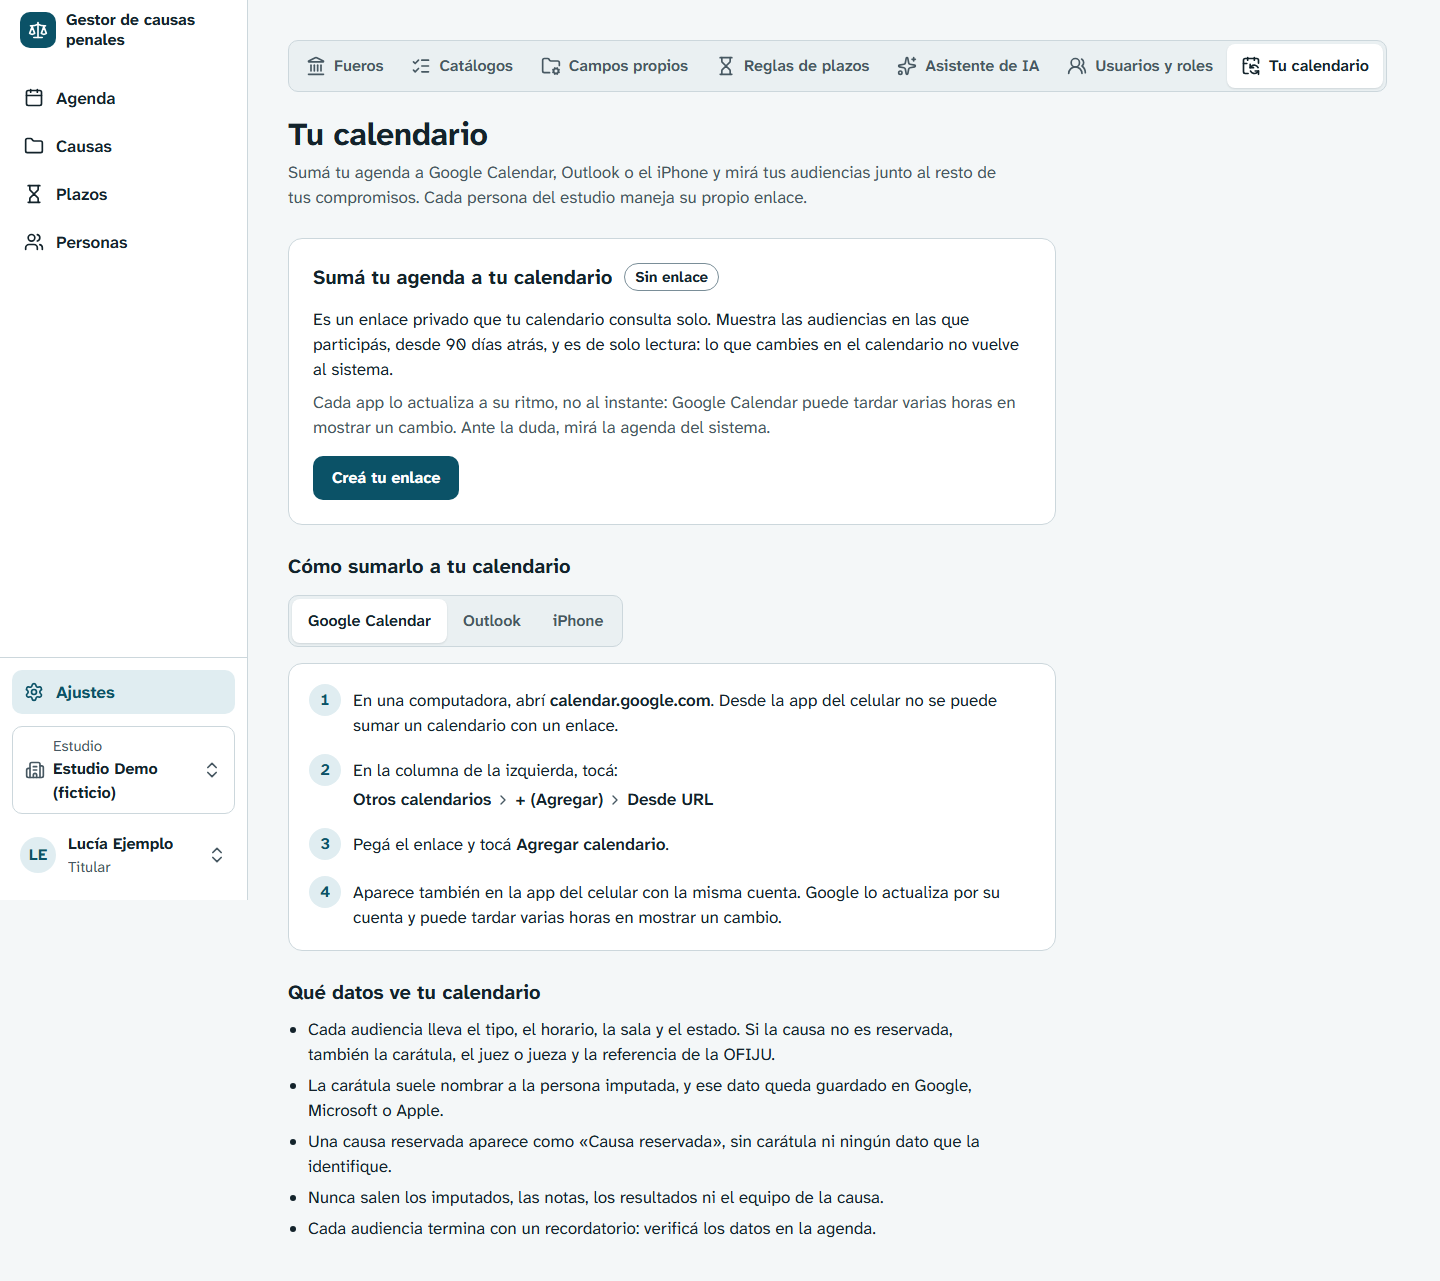 Gestor de causas
penales
Agenda
Causas
Plazos
Personas
Ajustes
Estudio
Estudio Demo
(ficticio)
LE
Lucía Ejemplo
Titular
Fueros
Catálogos
Campos propios
Reglas de plazos
Asistente de IA
Usuarios y roles
Tu calendario
Tu calendario
Sumá tu agenda a Google Calendar, Outlook o el iPhone y mirá tus audiencias junto al resto de
tus compromisos. Cada persona del estudio maneja su propio enlace.
Sumá tu agenda a tu calendario
Sin enlace
Es un enlace privado que tu calendario consulta solo. Muestra las audiencias en las que
participás, desde 90 días atrás, y es de solo lectura: lo que cambies en el calendario no vuelve
al sistema.
Cada app lo actualiza a su ritmo, no al instante: Google Calendar puede tardar varias horas en
mostrar un cambio. Ante la duda, mirá la agenda del sistema.
Creá tu enlace
Cómo sumarlo a tu calendario
Google Calendar
Outlook
iPhone
1 En una computadora, abrí calendar.google.com. Desde la app del celular no se puede
sumar un calendario con un enlace.
2 En la columna de la izquierda, tocá:
Otros calendarios > + (Agregar) > Desde URL
3 Pegá el enlace y tocá Agregar calendario.
4 Aparece también en la app del celular con la misma cuenta. Google lo actualiza por su
cuenta y puede tardar varias horas en mostrar un cambio.
Qué datos ve tu calendario
• Cada audiencia lleva el tipo, el horario, la sala y el estado. Si la causa no es reservada,
también la carátula, el juez o jueza y la referencia de la OFIJU.
• La carátula suele nombrar a la persona imputada, y ese dato queda guardado en Google,
Microsoft o Apple.
• Una causa reservada aparece como «Causa reservada», sin carátula ni ningún dato que la
identifique.
• Nunca salen los imputados, las notas, los resultados ni el equipo de la causa.
• Cada audiencia termina con un recordatorio: verificá los datos en la agenda.